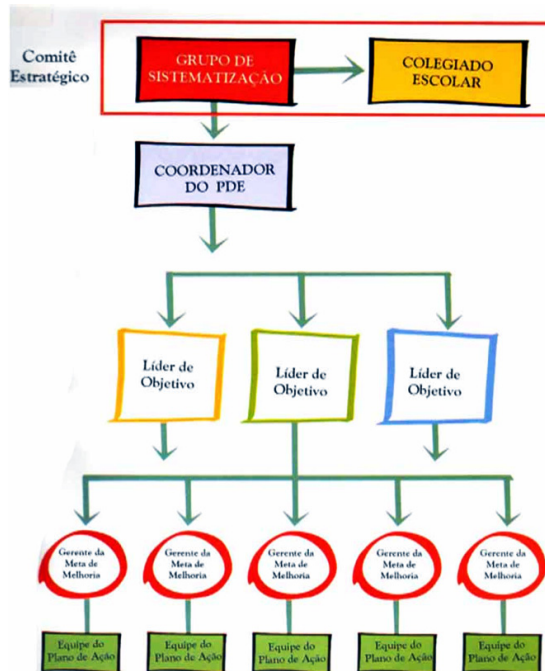 Comitê
Estratégico
GRUPO DE
SISTEMATIZAÇÃO
COLEGIADO
ESCOLAR
COORDENADOR
DO PDE
Líder de
Objetivo
Líder de
Objetivo
Líder de
Objetivo
Gerente da
Meta de
Melhoria
Gerente da
Meta de
Melhoria
Gerente da
Meta de
Melhoria
Gerente da
Meta de
Melhoria
Gerente da
Meta de
Melhoria
Equipe do
Plano de Ação
Equipe do
Plano de Ação
Equipe do
Plano de Ação
Equipe do
Plano de Ação
Equipe do
Plano de Ação